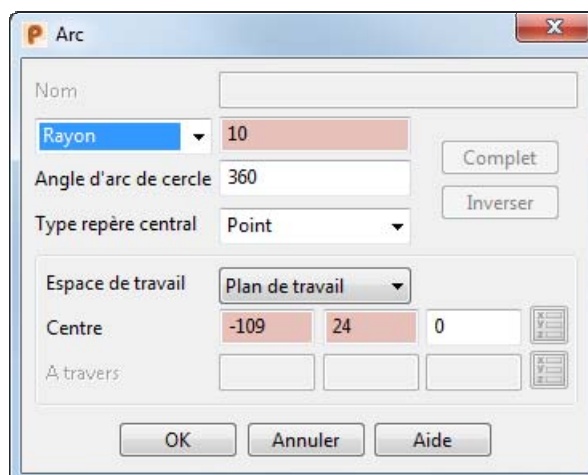 Arc
Nom
Rayon 10
Complet
Angle d'arc de cercle 360
Inverser
Type repère central Point
Espace de travail Plan de travail
Centre -109 24 0
A travers
OK Annuler Aide